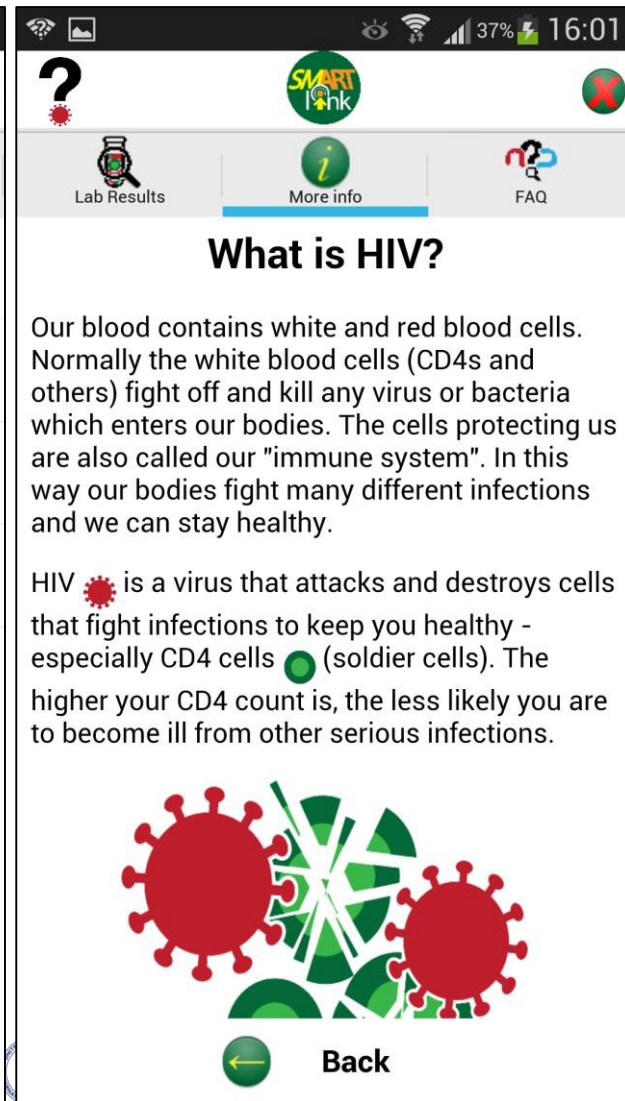 37% 16:01
SMART
link
Lab Results More info FAQ
What is HIV?
Our blood contains white and red blood cells.
Normally the white blood cells (CD4s and
others) fight off and kill any virus or bacteria
which enters our bodies. The cells protecting us
are also called our "immune system". In this
way our bodies fight many different infections
and we can stay healthy.
HIV is a virus that attacks and destroys cells
that fight infections to keep you healthy -
especially CD4 cells (soldier cells). The
higher your CD4 count is, the less likely you are
to become ill from other serious infections.
Back